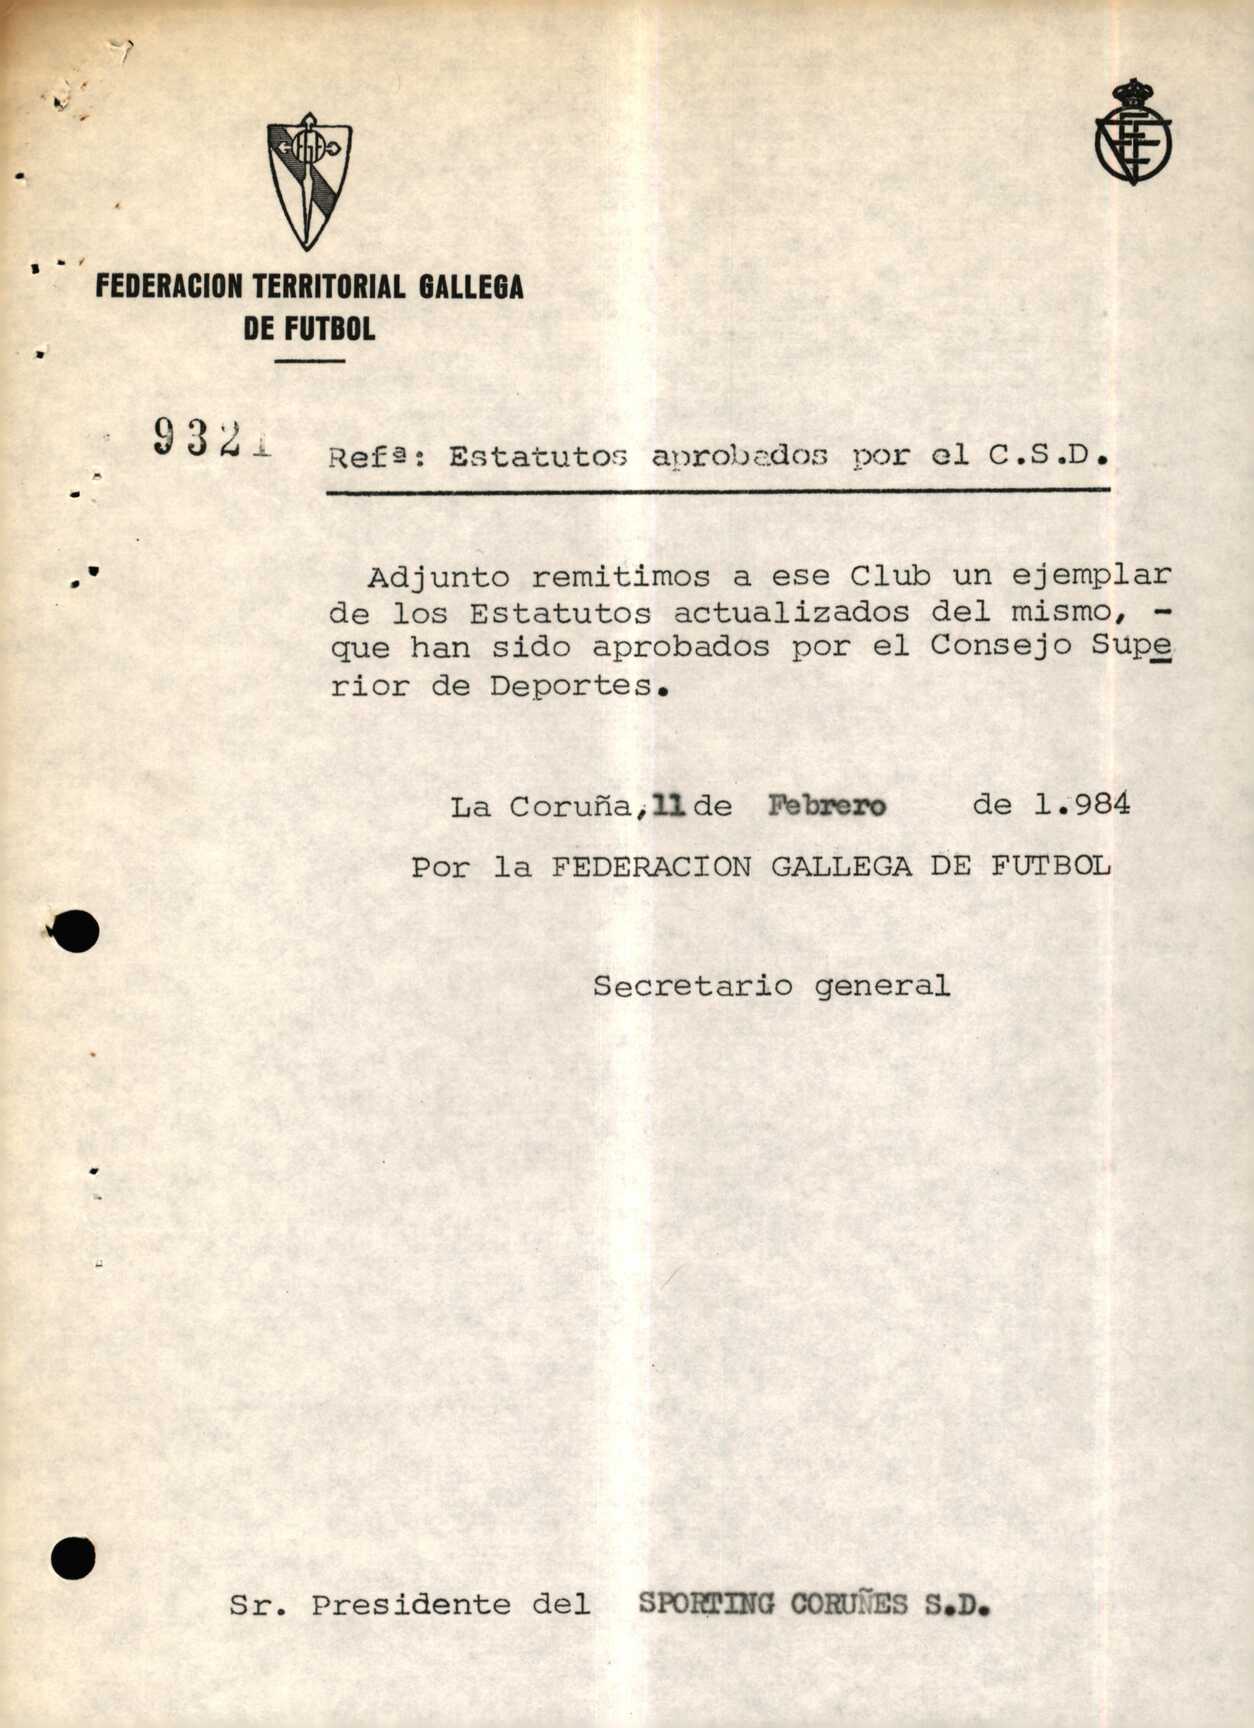 FEDERACION TERRITORIAL GALLEGA
DE FUTBOL
9321
Refª: Estatutos aprobados por el C.S.D.
Adjunto remitimos a ese Club un ejemplar
de los Estatutos actualizados del mismo, -
que han sido aprobados por el Consejo Supe
rior de Deportes.
La Coruña, 11 de Febrero de 1.984
Por la FEDERACION GALLEGA DE FUTBOL
Secretario general
Sr. Presidente del SPORTING CORUÑES S.D.